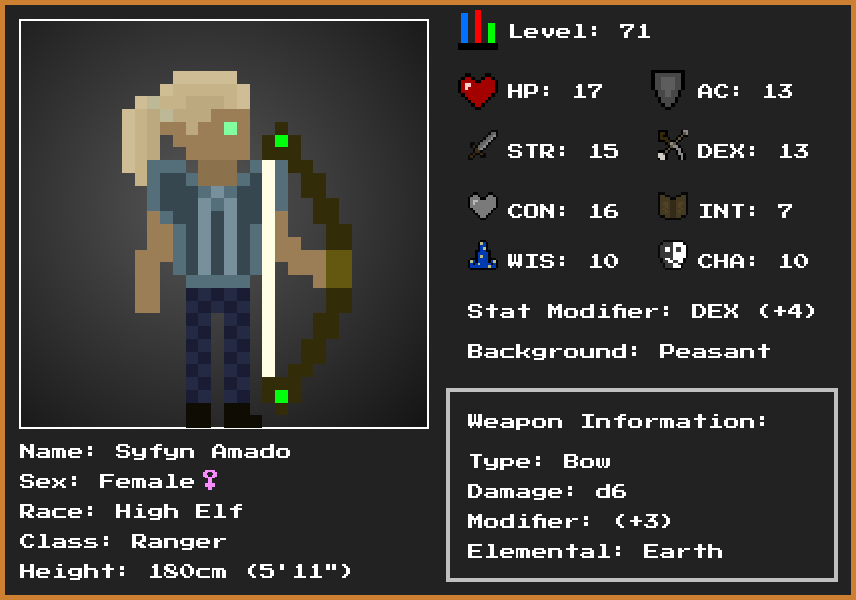 Level: 71
HP: 17 AC: 13
STR: 15 DEX: 13
CON: 16 INT: 7
WIS: 10 CHA: 10
Stat Modifier: DEX (+4)
Background: Peasant
Weapon Information:
Type: Bow
Damage: d6
Modifier: (+3)
Elemental: Earth
Name: Syfyn Amado
Sex: Female♀
Race: High Elf
Class: Ranger
Height: 180cm (5'11")